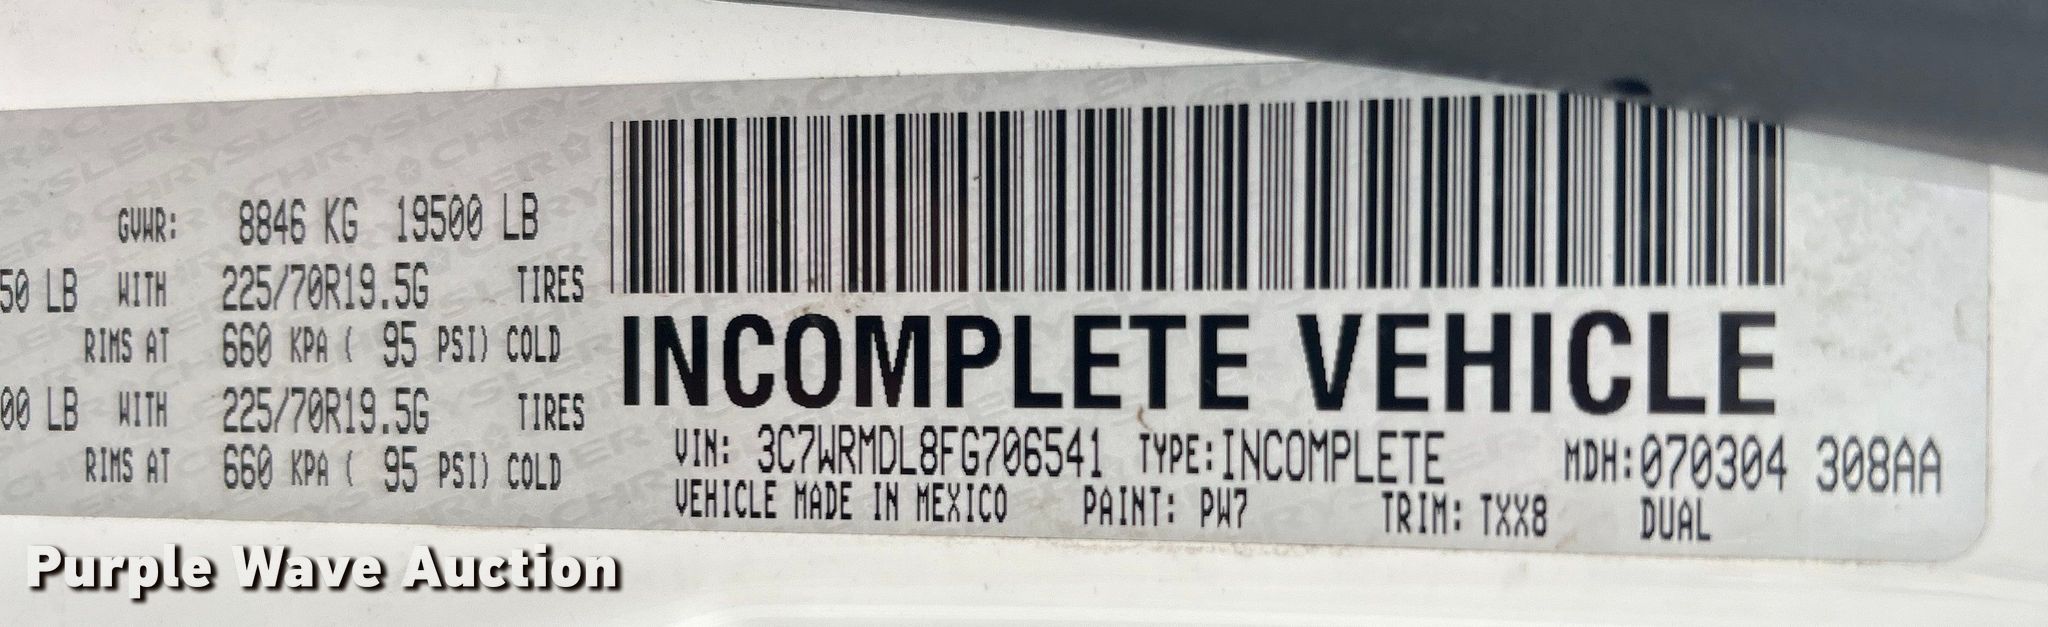 GVWR: 8846 KG 19500 LB
50 LB WITH 225/70R19.5G TIRES
RIMS AT 660 KPA ( 95 PSI) COLD
00 LB WITH 225/70R19.5G TIRES
RIMS AT 660 KPA ( 95 PSI) COLD
INCOMPLETE VEHICLE
VIN: 3C7WRMDL8FG706541 TYPE: INCOMPLETE MDH: 070304 308AA
VEHICLE MADE IN MEXICO PAINT: PW7 TRIM: TXX8 DUAL
Purple Wave Auction